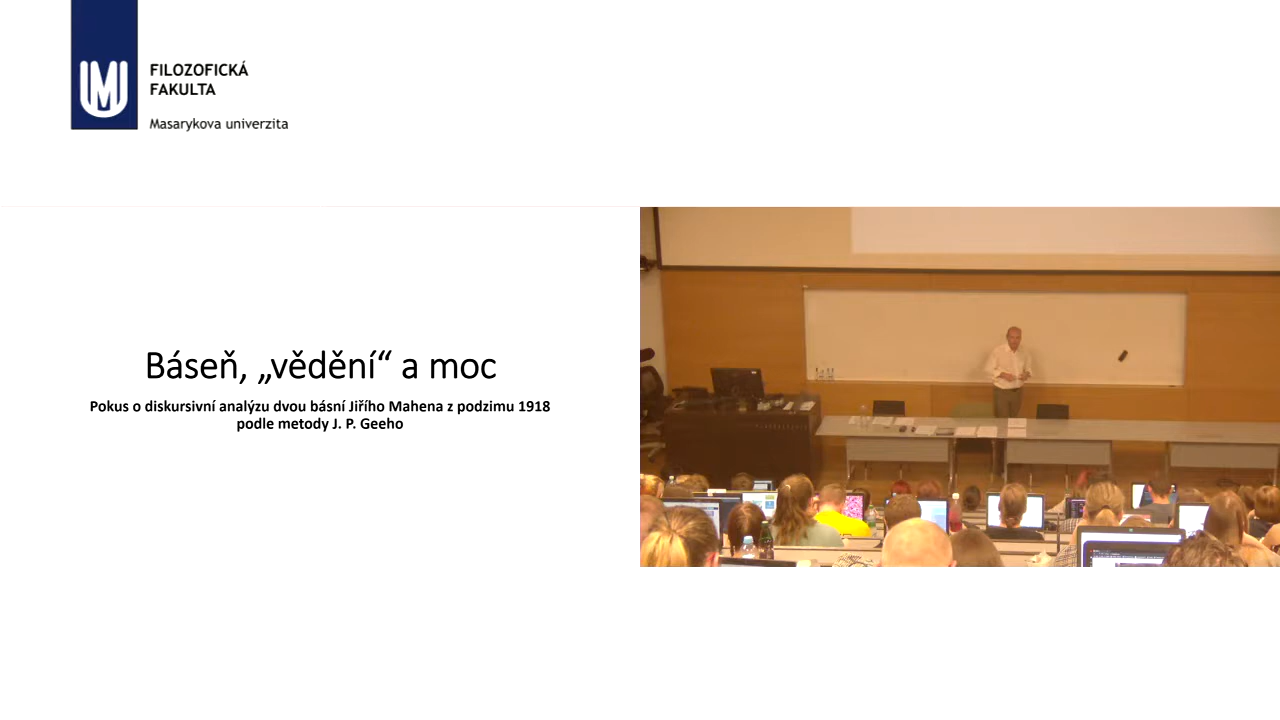 FILOZOFICKÁ
FAKULTA
Masarykova univerzita
Báseň, „vědění“ a moc
Pokus o diskursivní analýzu dvou básní Jiřího Mahena z podzimu 1918
podle metody J. P. Geeho